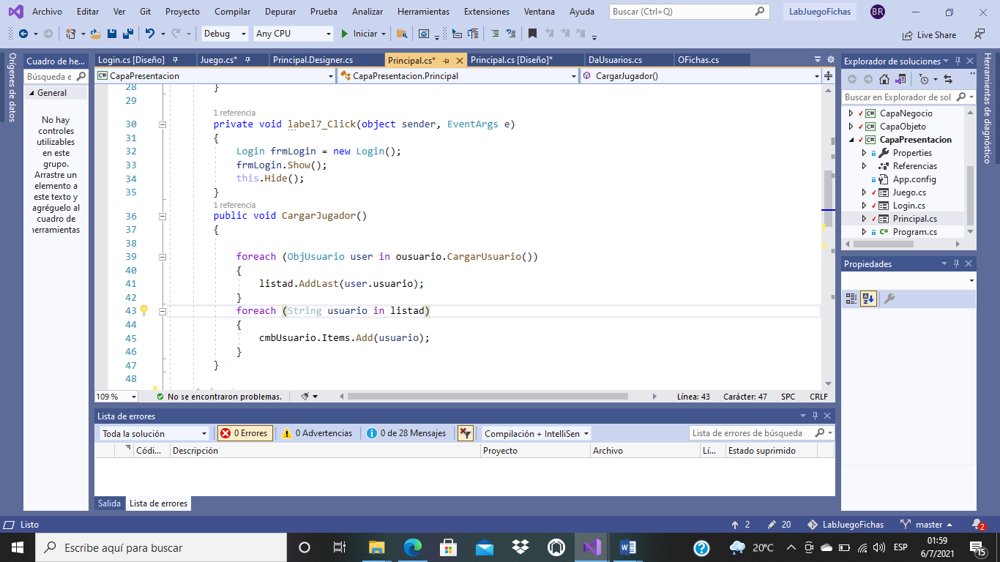 Archivo Editar Ver Git Proyecto Compilar Depurar Prueba Analizar Herramientas Extensiones Ventana Ayuda Buscar (Ctrl+Q) LabJuegoFichas BR
Debug Any CPU Iniciar Live Share
Orígenes de datos
Cuadro de he...
Búsqueda e
General
No hay
controles
utilizables
en este
grupo.
Arrastre un
elemento a
este texto y
agréguelo al
cuadro de
herramientas
Login.cs [Diseño] Juego.cs* Principal.Designer.cs Principal.cs* Principal.cs [Diseño]* DaUsuarios.cs OFichas.cs
CapaPresentacion CapaPresentacion.Principal CargarJugador()
28 }
29
1 referencia
30 private void label7_Click(object sender, EventArgs e)
31 {
32 Login frmLogin = new Login();
33 frmLogin.Show();
34 this.Hide();
35 }
1 referencia
36 public void CargarJugador()
37 {
38
39 foreach (ObjUsuario user in ousuario.CargarUsuario())
40 {
41 listad.AddLast(user.usuario);
42 }
43 foreach (String usuario in listad)
44 {
45 cmbUsuario.Items.Add(usuario);
46 }
47 }
48
109 % No se encontraron problemas. Línea: 43 Carácter: 47 SPC CRLF
Lista de errores
Toda la solución 0 Errores 0 Advertencias 0 de 28 Mensajes Compilación + IntelliSen Lista de errores de búsqueda
Códi... Descripción Proyecto Archivo Lí... Estado suprimido
Salida Lista de errores
Explorador de soluciones
Buscar en Explorador de sol
CapaNegocio
CapaObjeto
CapaPresentacion
Properties
Referencias
App.config
Juego.cs
Login.cs
Principal.cs
Program.cs
Propiedades
Herramientas de diagnóstico
Listo 2 20 LabJuegoFichas master 2
Escribe aquí para buscar 20°C ESP 01:59
6/7/2021 15